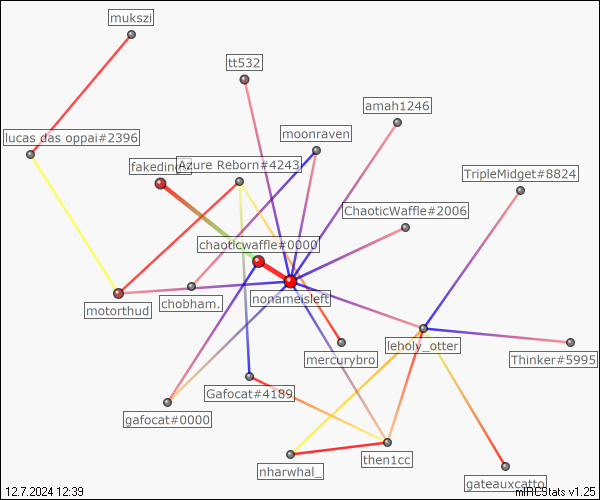 mukszi
tt532
amah1246
lucas das oppai#2396
moonraven
Azure Reborn#4243
TripleMidget#8824
ChaoticWaffle#2006
chaoticwaffle#0000
nonameisleft
chobham.
motorthud
leholy_otter
mercurybro
Thinker#5995
Gafocat#4189
gafocat#0000
then1cc
nharwhal_
gateauxcatto
12.7.2024 12:39
mIRCStats v1.25